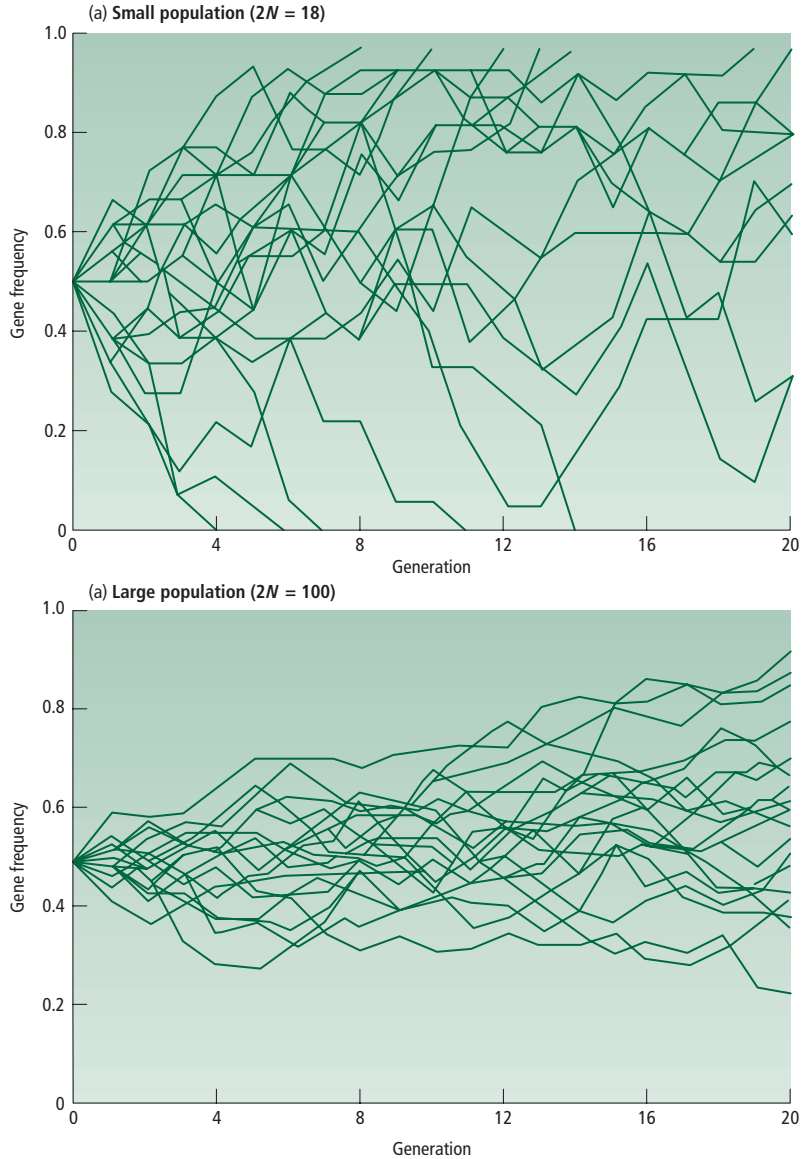 (a) Small population (2N = 18)
1.0
0.8
0.6
0.4
0.2
0
Gene frequency
0 4 8 12 16 20
Generation
(a) Large population (2N = 100)
1.0
0.8
0.6
0.4
0.2
0
Gene frequency
0 4 8 12 16 20
Generation